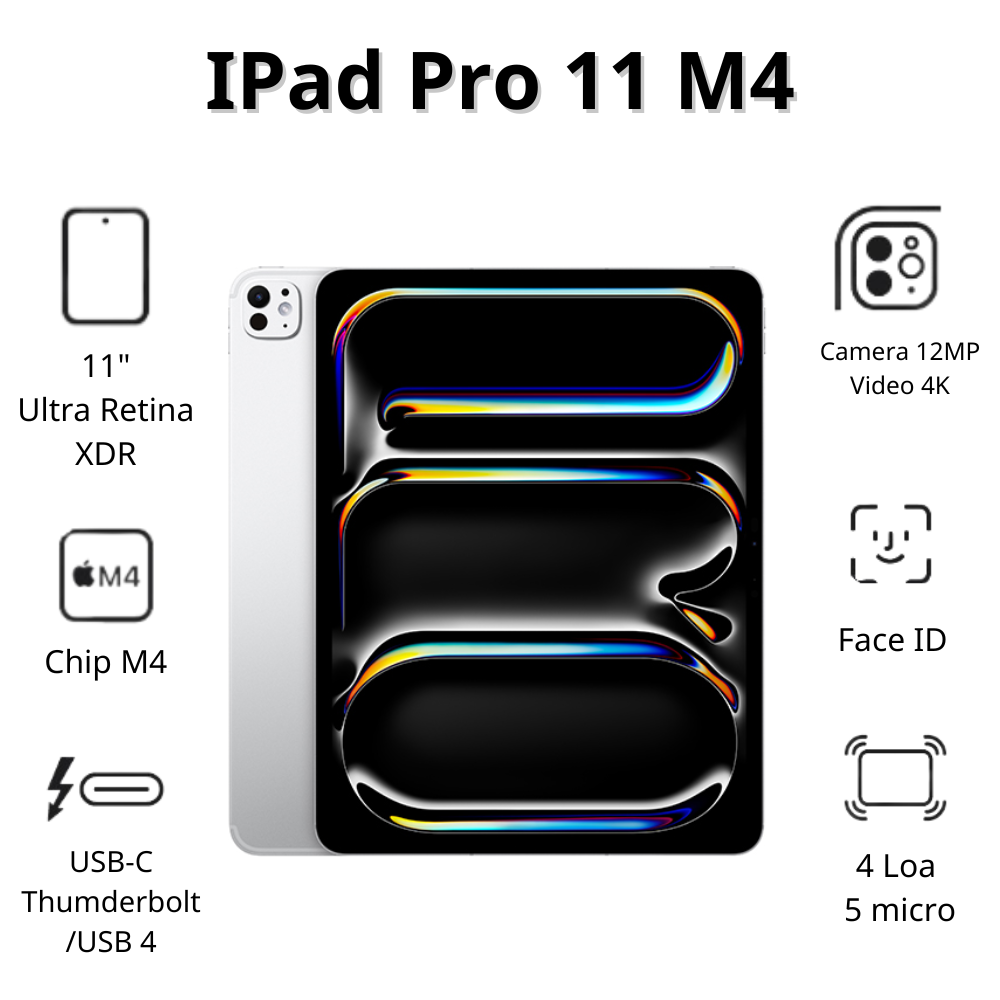 IPad Pro 11 M4
11"
Ultra Retina
XDR
M4
Chip M4
USB-C
Thumderbolt
/USB 4
Camera 12MP
Video 4K
Face ID
4 Loa
5 micro